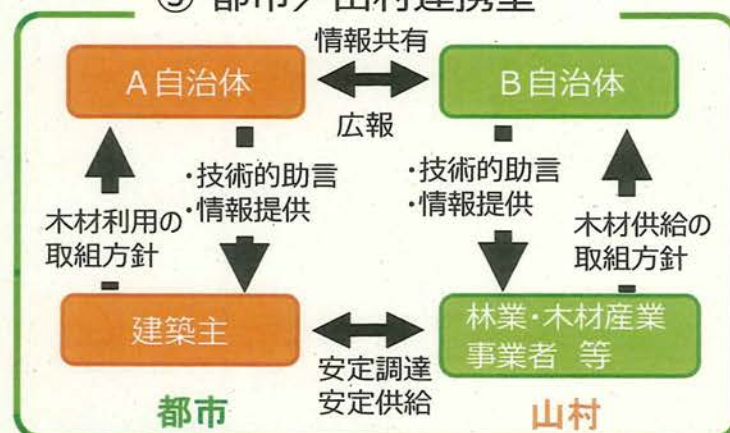 ③ 都市/山村連携型
情報共有
A自治体
B自治体
広報
・技術的助言
・情報提供
・技術的助言
・情報提供
木材利用の
取組方針
木材供給の
取組方針
建築主
林業・木材産業
事業者 等
安定調達
安定供給
都市
山村